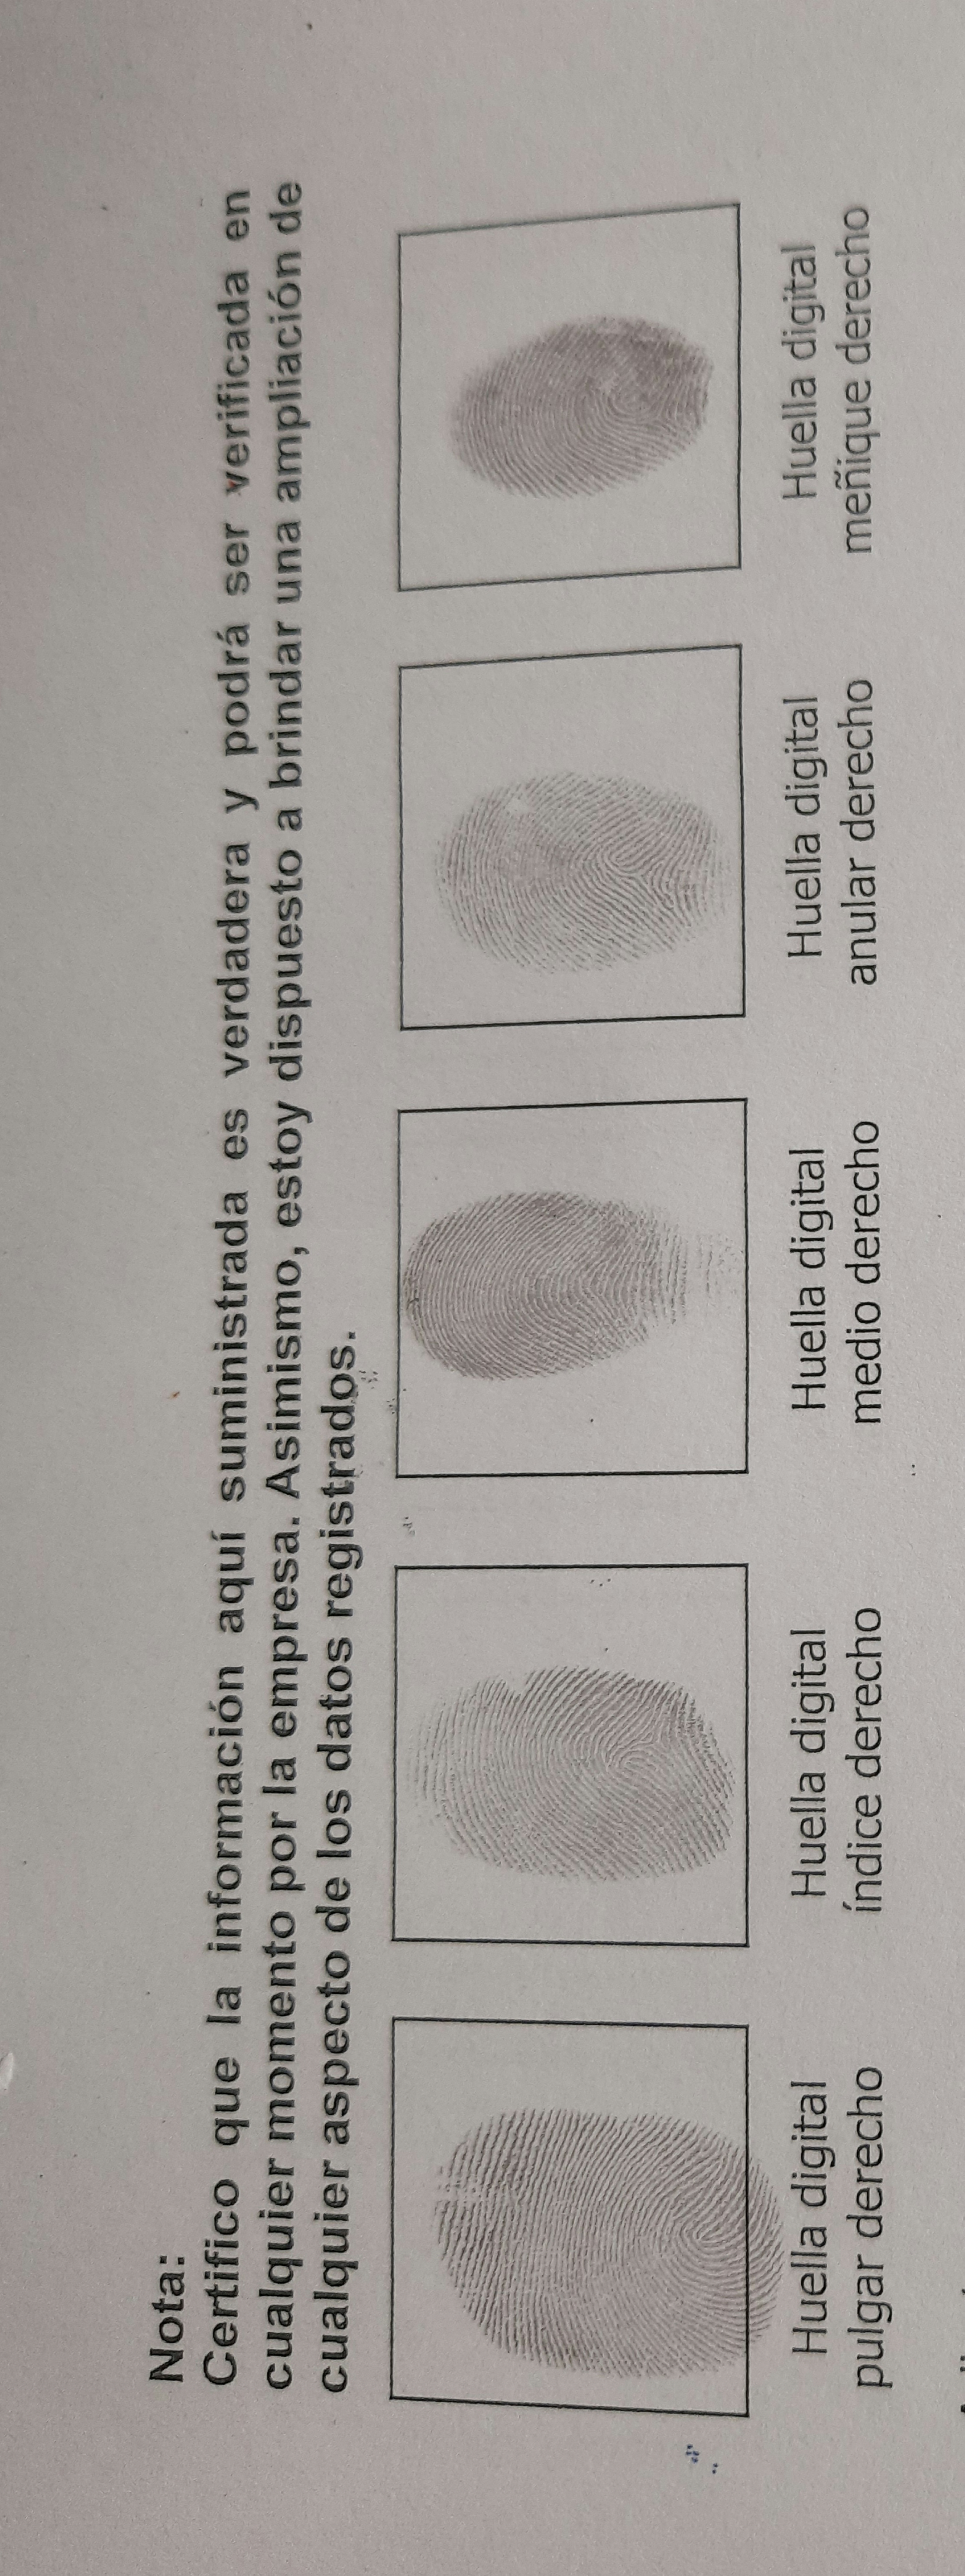 Nota:
Certifico que la información aquí suministrada es verdadera y podrá ser verificada en
cualquier momento por la empresa. Asimismo, estoy dispuesto a brindar una ampliación de
cualquier aspecto de los datos registrados.
Huella digital
pulgar derecho
Huella digital
índice derecho
Huella digital
medio derecho
Huella digital
anular derecho
Huella digital
meñique derecho